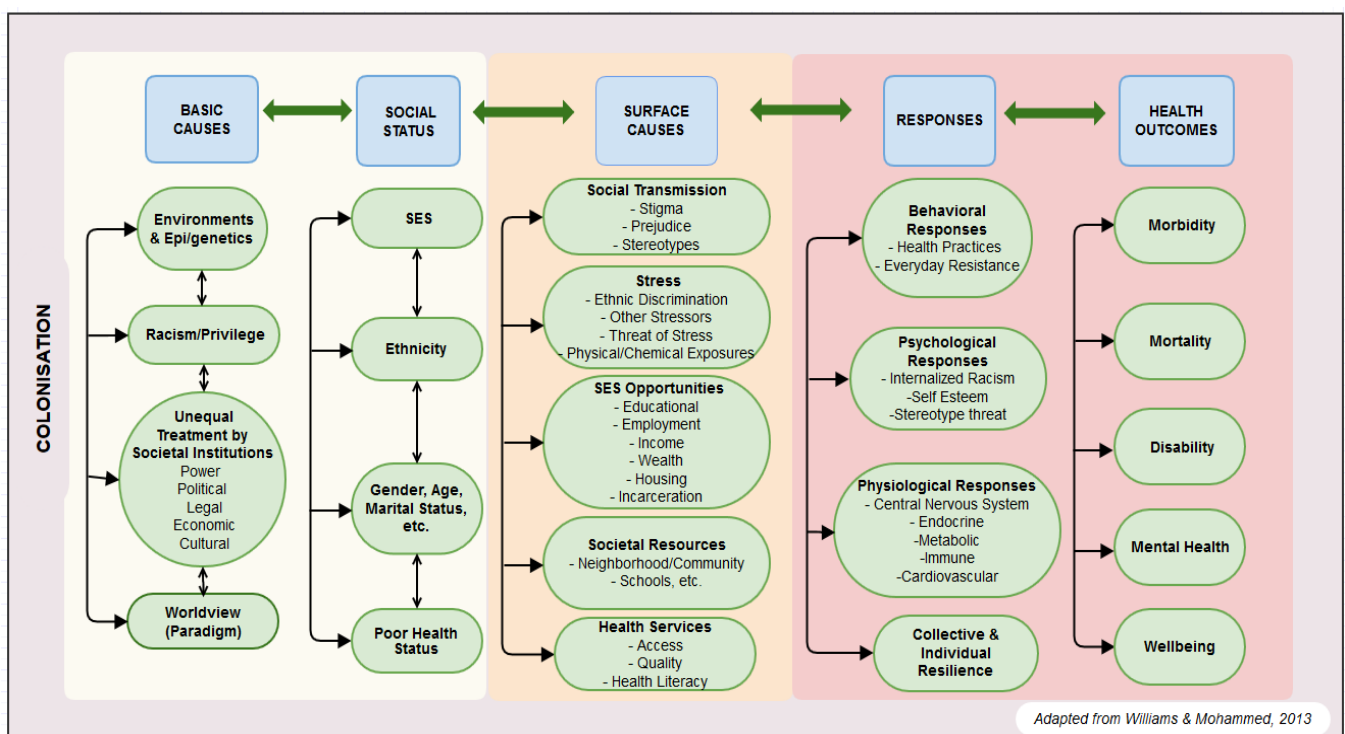 COLONISATION
BASIC
CAUSES
Environments
& Epi/genetics
Racism/Privilege
Unequal
Treatment by
Societal Institutions
Power
Political
Legal
Economic
Cultural
Worldview
(Paradigm)
SOCIAL
STATUS
SES
Ethnicity
Gender, Age,
Marital Status,
etc.
Poor Health
Status
SURFACE
CAUSES
Social Transmission
- Stigma
- Prejudice
- Stereotypes
Stress
- Ethnic Discrimination
- Other Stressors
- Threat of Stress
- Physical/Chemical Exposures
SES Opportunities
- Educational
- Employment
- Income
- Wealth
- Housing
- Incarceration
Societal Resources
- Neighborhood/Community
- Schools, etc.
Health Services
- Access
- Quality
- Health Literacy
RESPONSES
Behavioral
Responses
- Health Practices
- Everyday Resistance
Psychological
Responses
- Internalized Racism
-Self Esteem
-Stereotype threat
Physiological Responses
- Central Nervous System
- Endocrine
-Metabolic
-Immune
-Cardiovascular
Collective &
Individual
Resilience
HEALTH
OUTCOMES
Morbidity
Mortality
Disability
Mental Health
Wellbeing
Adapted from Williams & Mohammed, 2013